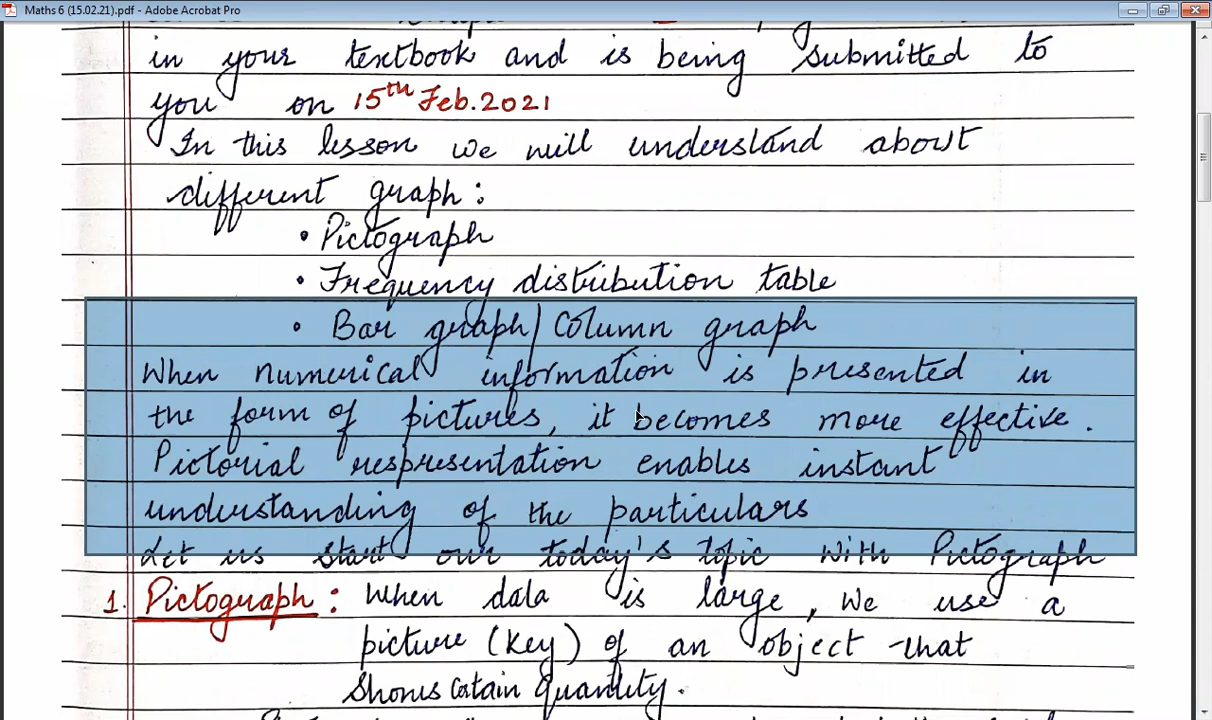 Maths 6 (15.02.21).pdf - Adobe Acrobat Pro
in your textbook and is being submitted to
you on 15th Feb.2021
In this lesson we will understand about
different graph:
• Pictograph
• Frequency distribution table
• Bar graph/Column graph
When numerical information is presented in
the form of pictures, it becomes more effective.
Pictorial respresentation enables instant
understanding of the particulars
Let us start our today's topic with Pictograph
1. Pictograph: When data is large, we use a
picture (Key) of an object that
shows certain quantity.